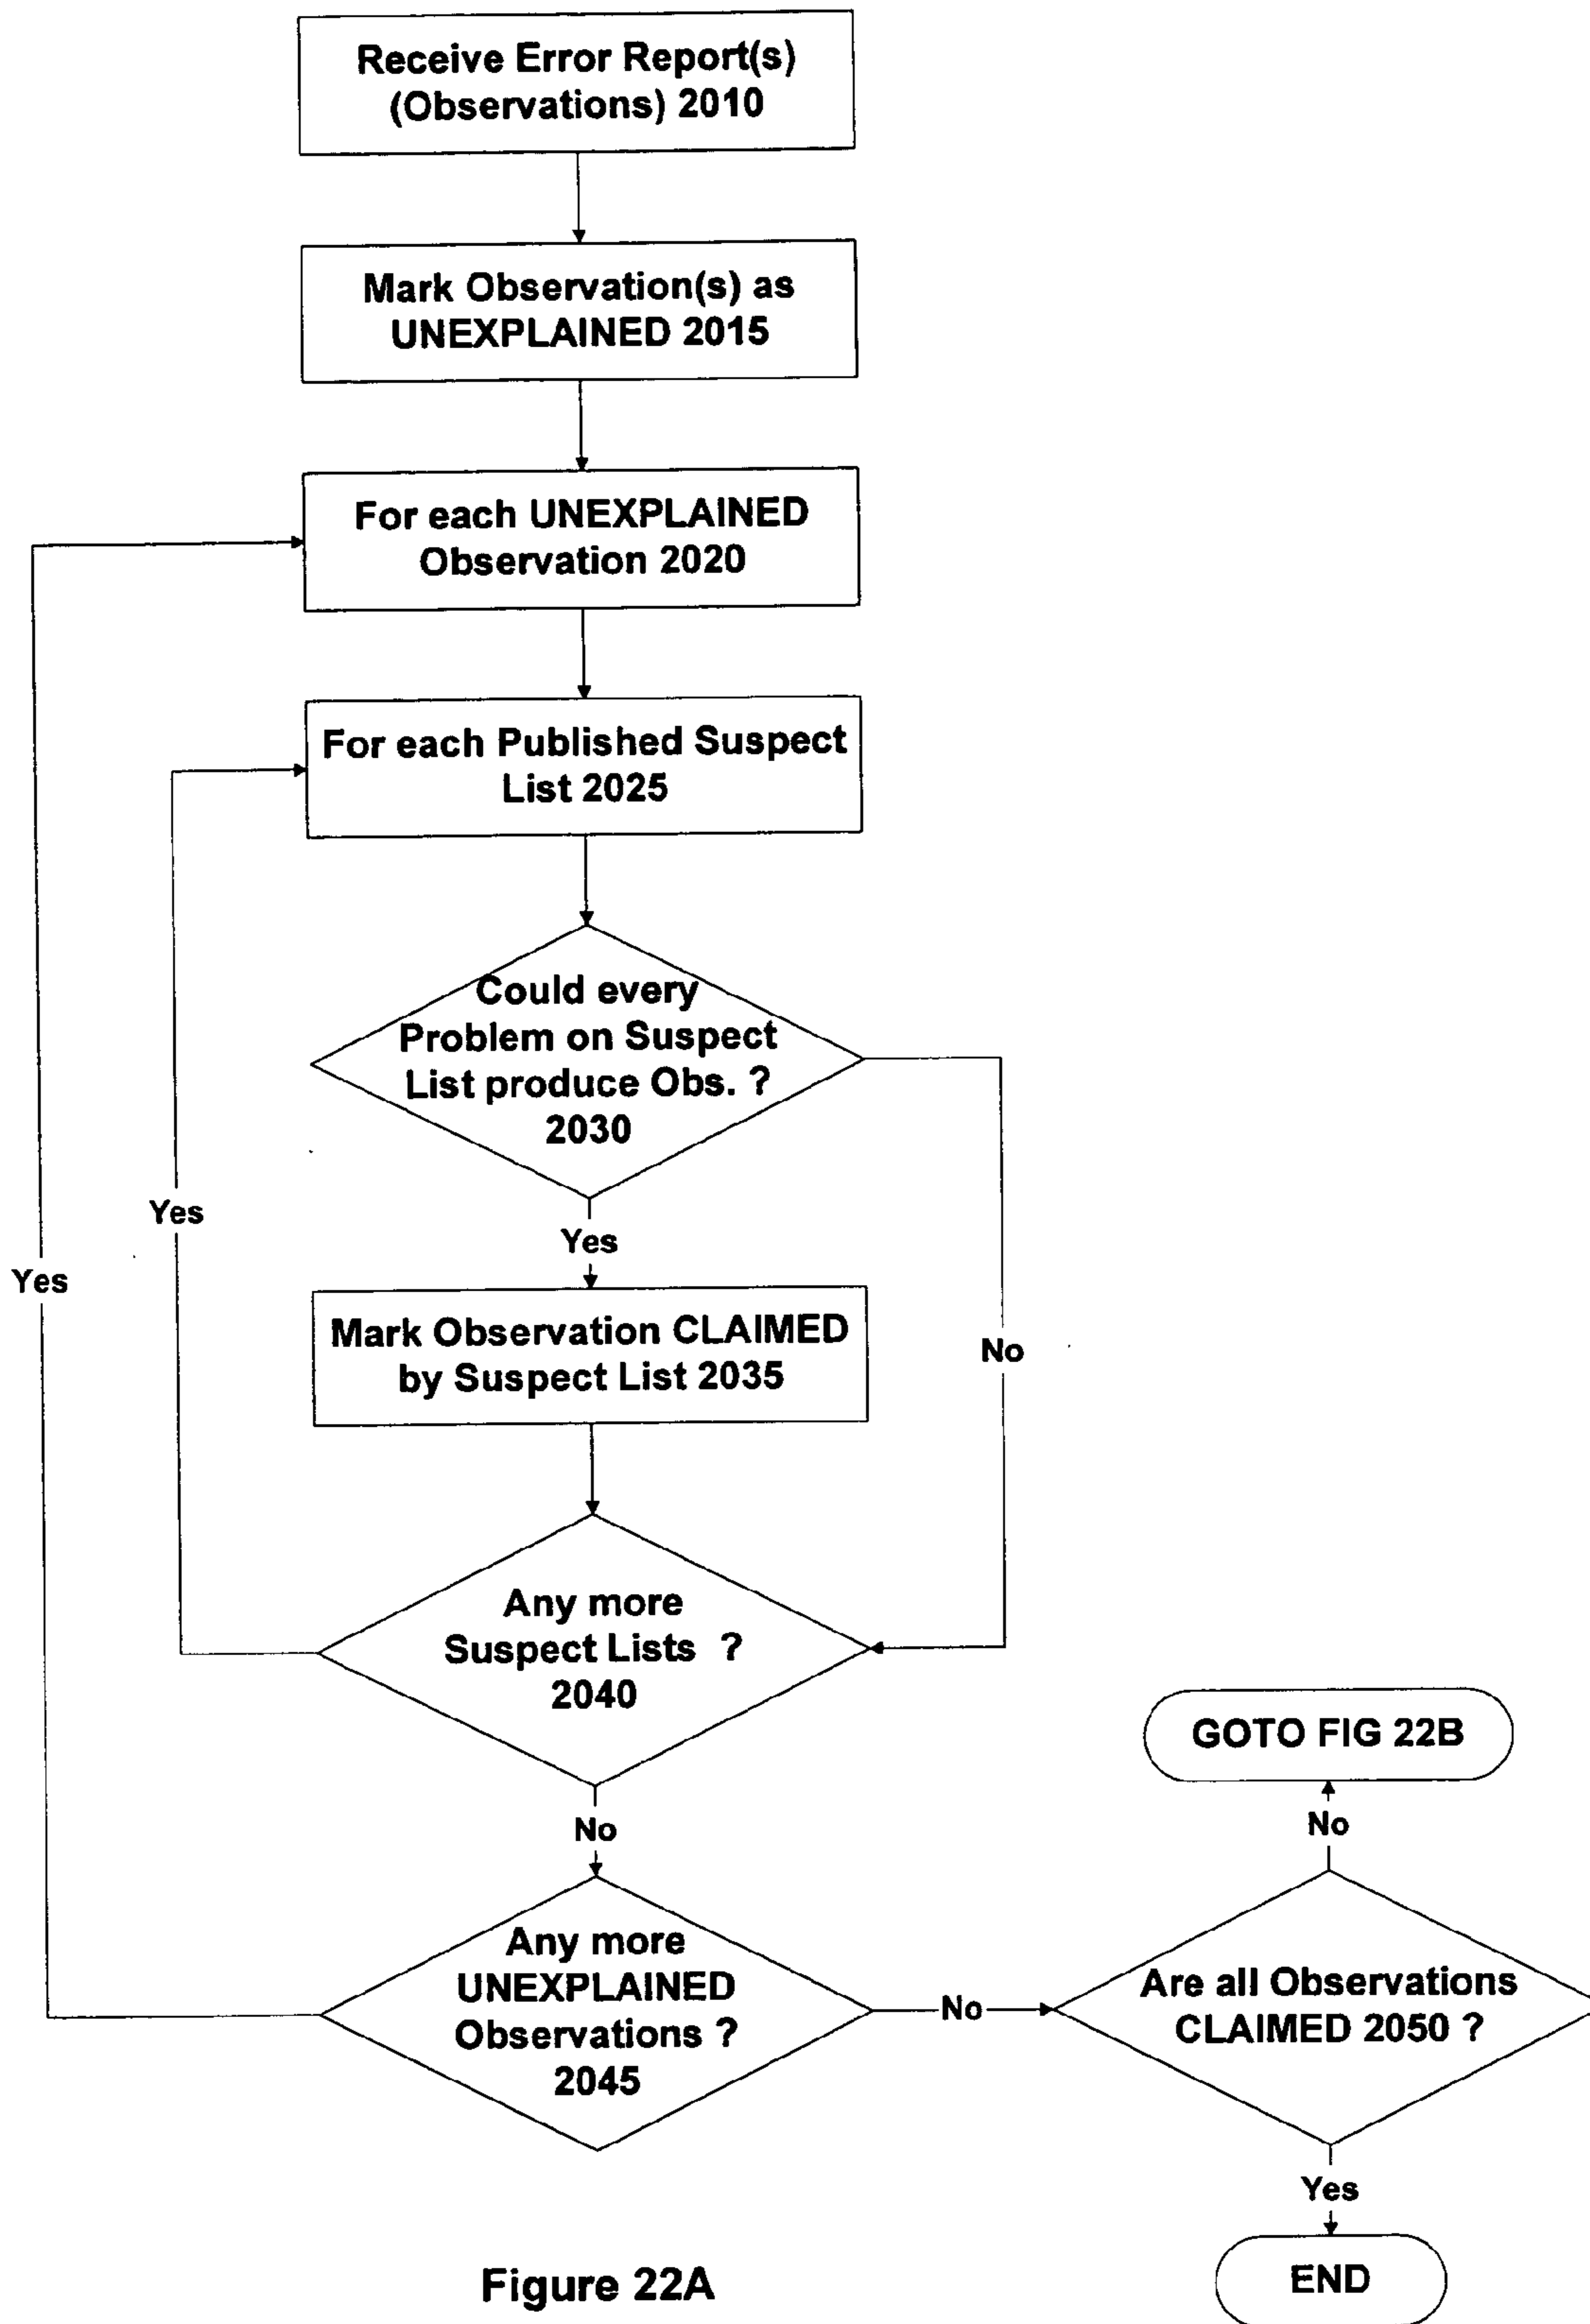 Receive Error Report(s)
(Observations) 2010
Mark Observation(s) as
UNEXPLAINED 2015
For each UNEXPLAINED
Observation 2020
For each Published Suspect
List 2025
Could every
Problem on Suspect
List produce Obs. ?
2030
Yes
Yes
Yes
Mark Observation CLAIMED
by Suspect List 2035
No
Any more
Suspect Lists ?
2040
GOTO FIG 22B
No
No
Any more
UNEXPLAINED
Observations ?
2045
No
Are all Observations
CLAIMED 2050 ?
Yes
END
Figure 22A